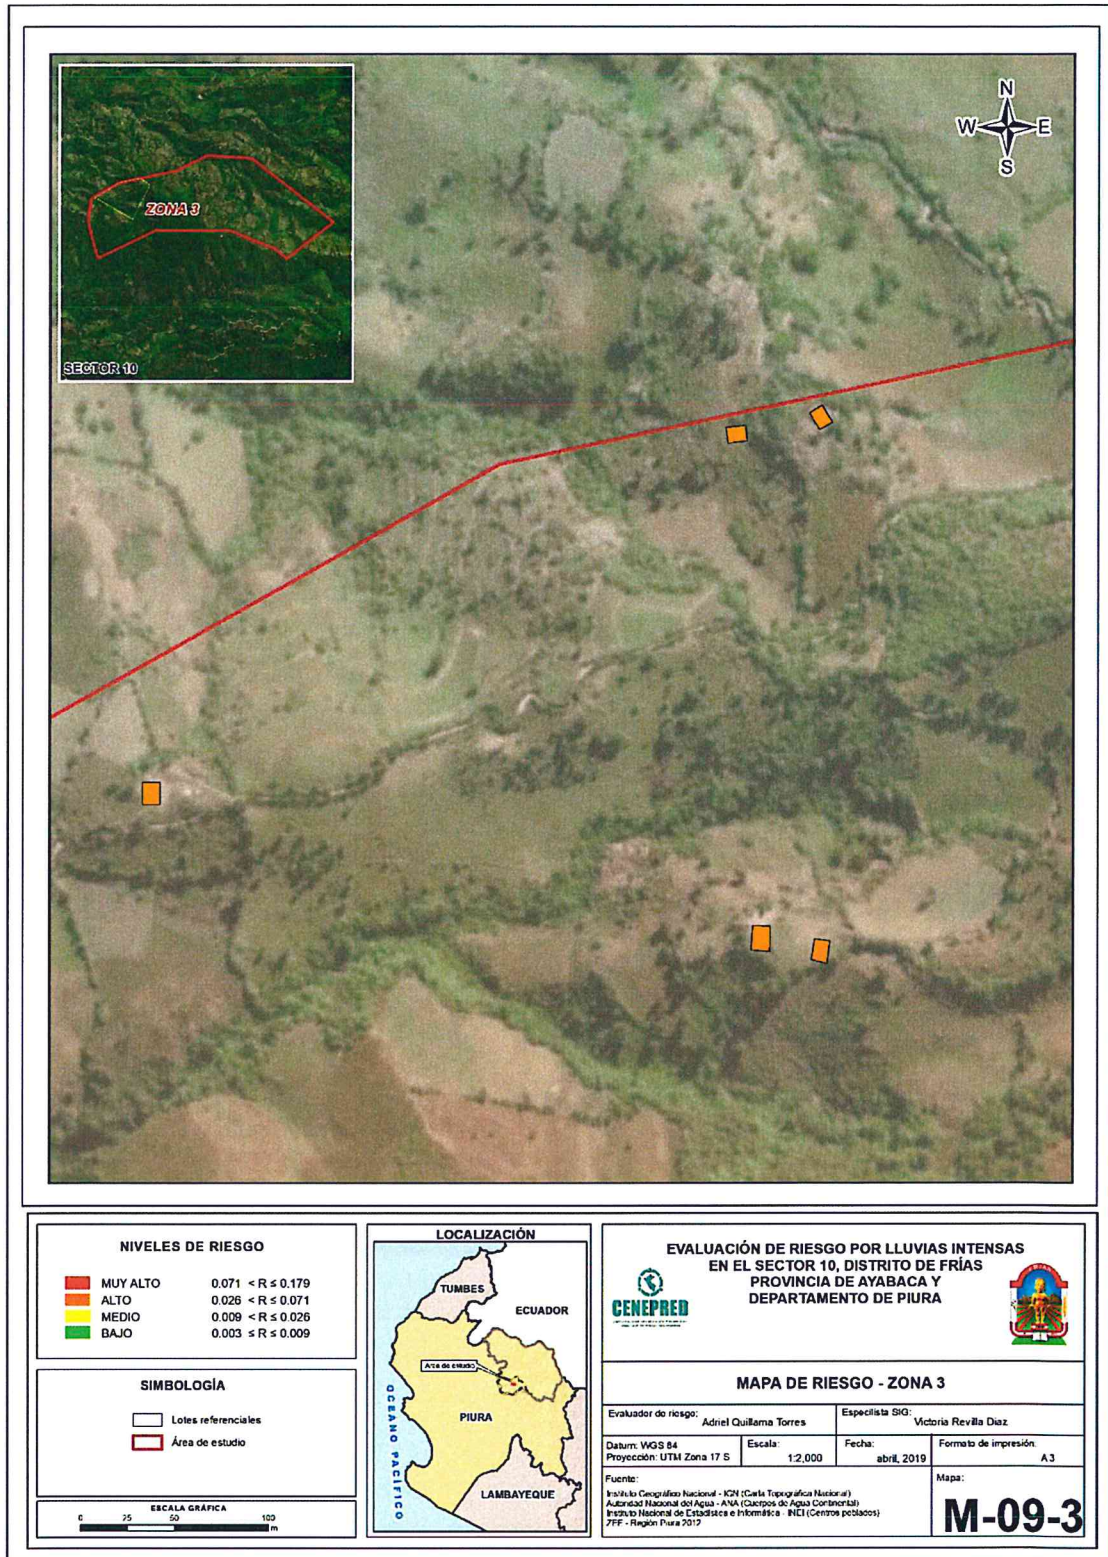 N
W E
S
ZONA 3
SECTOR 10
NIVELES DE RIESGO
MUY ALTO 0.071 < R ≤ 0.179
ALTO 0.026 < R ≤ 0.071
MEDIO 0.009 < R ≤ 0.026
BAJO 0.003 ≤ R ≤ 0.009
SIMBOLOGÍA
Lotes referenciales
Área de estudio
ESCALA GRÁFICA
0 25 50 100
m
LOCALIZACIÓN
TUMBES
ECUADOR
Area de estudio
PIURA
OCEANO PACÍFICO
LAMBAYEQUE
EVALUACIÓN DE RIESGO POR LLUVIAS INTENSAS
EN EL SECTOR 10, DISTRITO DE FRÍAS
PROVINCIA DE AYABACA Y
DEPARTAMENTO DE PIURA
CENEPRED
MAPA DE RIESGO - ZONA 3
Evaluador de riesgo:
Adriel Quillama Torres
Especilista SIG:
Victoria Revilla Diaz
Datum: WGS 84
Proyección: UTM Zona 17 S
Escala:
1:2,000
Fecha:
abril, 2019
Formato de impresión:
A3
Fuente:
Instituto Geográfico Nacional - IGN (Carta Topográfica Nacional)
Autoridad Nacional del Agua - ANA (Cuerpos de Agua Continental)
Instituto Nacional de Estadística e Informática - INEI (Centros poblados)
ZEE - Región Piura 2012
Mapa:
M-09-3